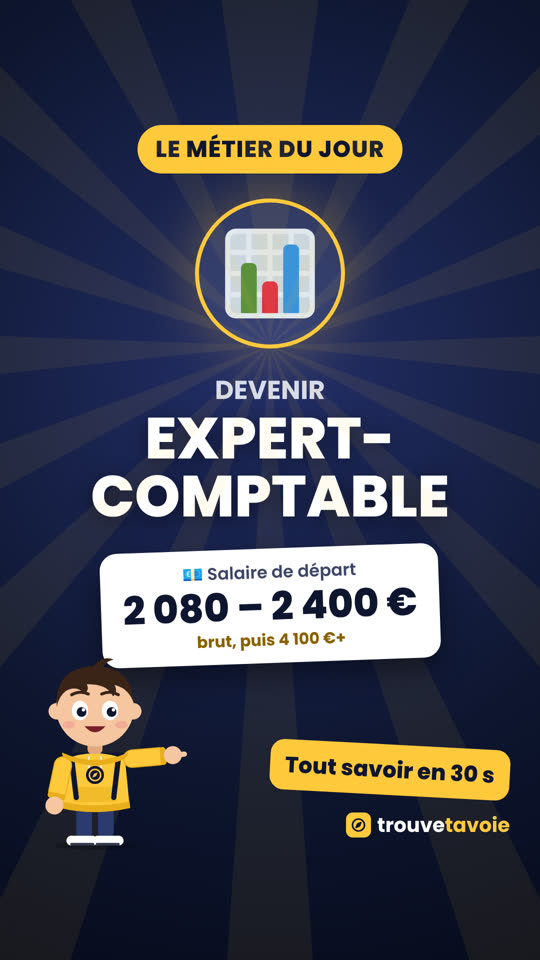 LE MÉTIER DU JOUR
DEVENIR
EXPERT-
COMPTABLE
💶 Salaire de départ
2 080 – 2 400 €
brut, puis 4 100 €+
Tout savoir en 30 s
trouvetavoie